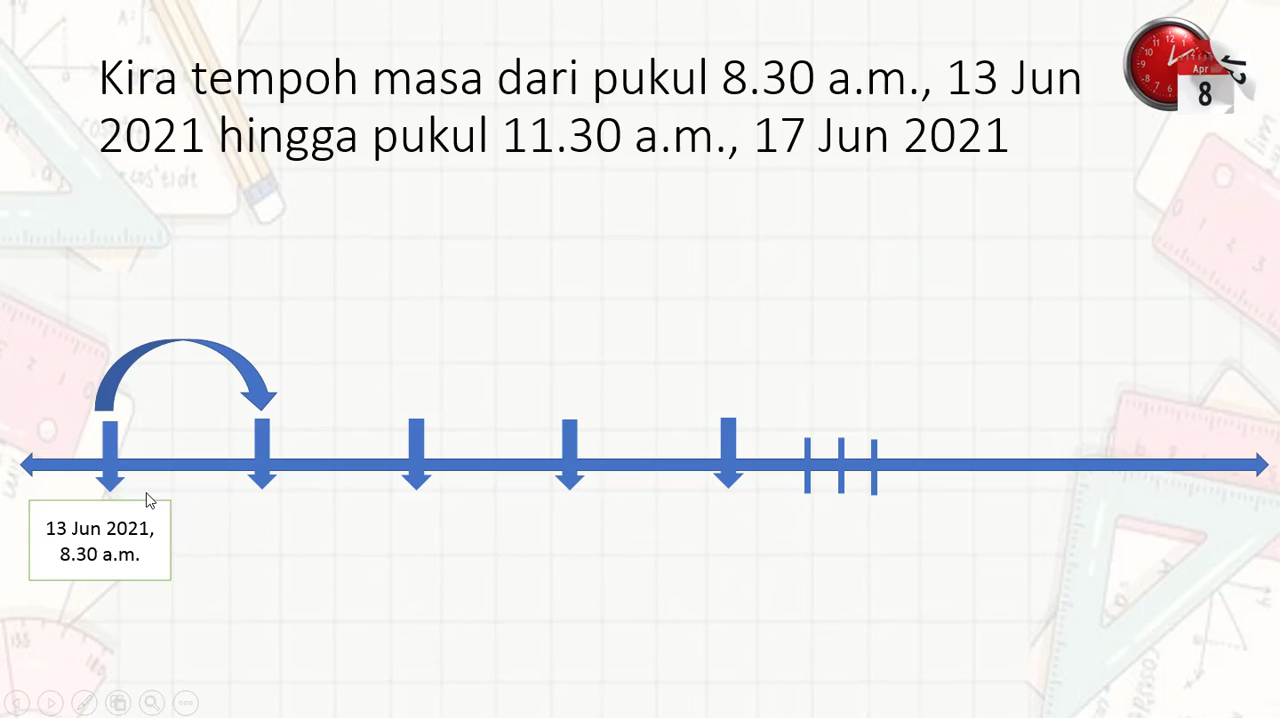 Kira tempoh masa dari pukul 8.30 a.m., 13 Jun
2021 hingga pukul 11.30 a.m., 17 Jun 2021
Apr
8
13 Jun 2021,
8.30 a.m.